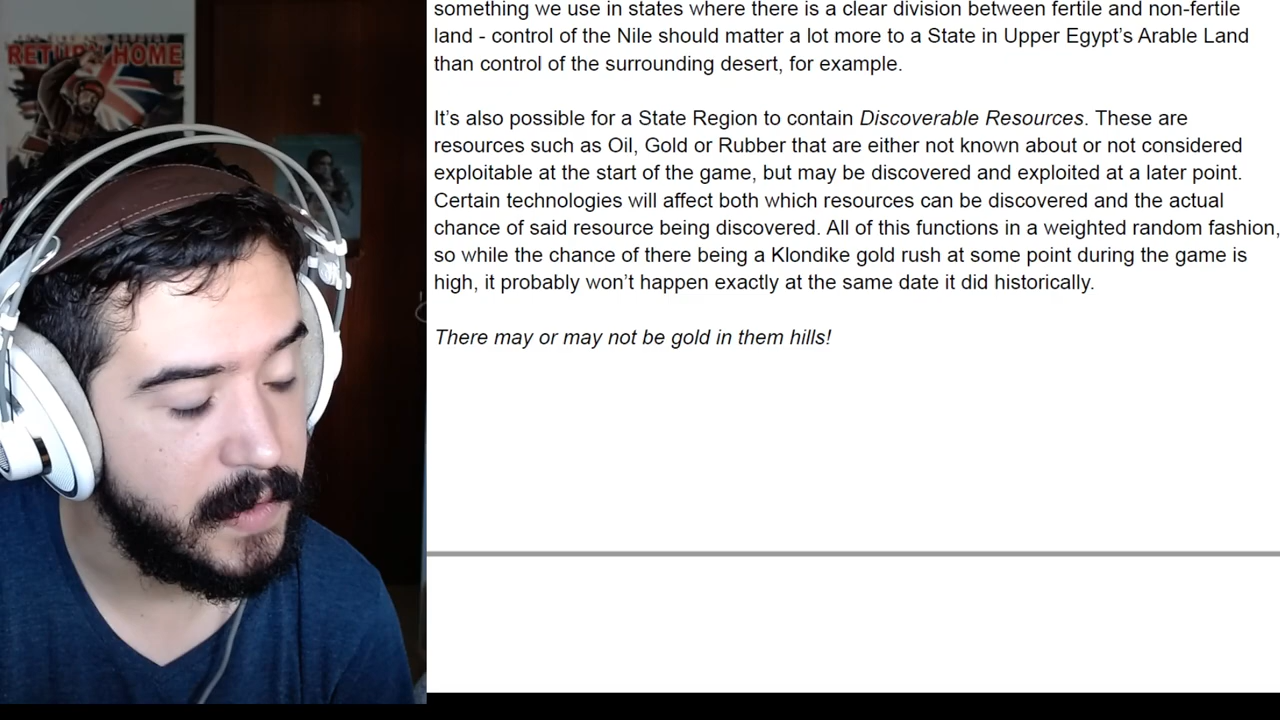 RETURN HOME
something we use in states where there is a clear division between fertile and non-fertile
land - control of the Nile should matter a lot more to a State in Upper Egypt’s Arable Land
than control of the surrounding desert, for example.
It’s also possible for a State Region to contain Discoverable Resources. These are
resources such as Oil, Gold or Rubber that are either not known about or not considered
exploitable at the start of the game, but may be discovered and exploited at a later point.
Certain technologies will affect both which resources can be discovered and the actual
chance of said resource being discovered. All of this functions in a weighted random fashion,
so while the chance of there being a Klondike gold rush at some point during the game is
high, it probably won’t happen exactly at the same date it did historically.
There may or may not be gold in them hills!